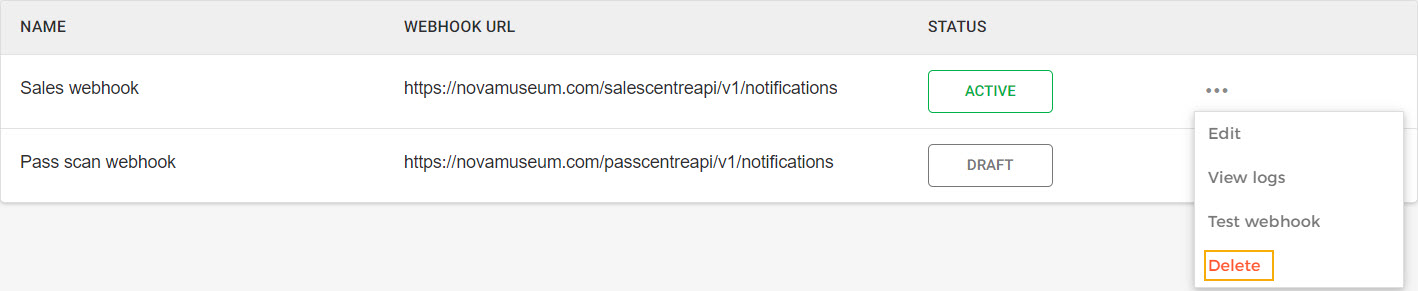 NAME WEBHOOK URL STATUS
Sales webhook https://novamuseum.com/salescentreapi/v1/notifications ACTIVE
Pass scan webhook https://novamuseum.com/passcentreapi/v1/notifications DRAFT
Edit
View logs
Test webhook
Delete